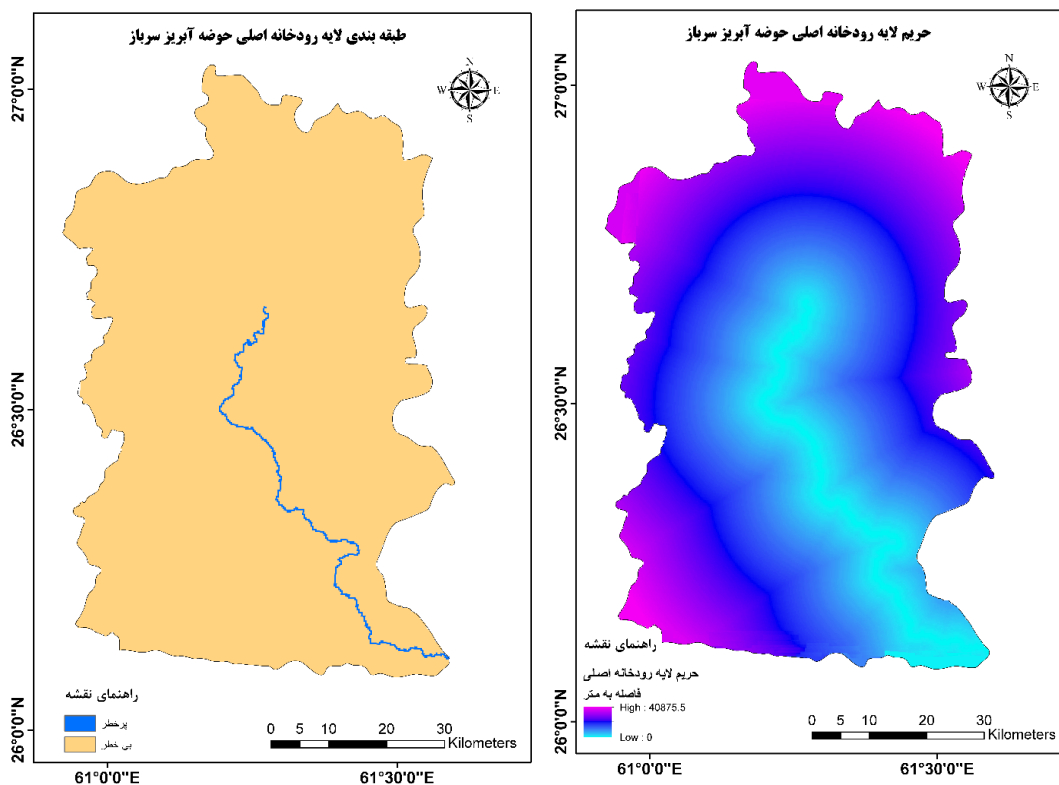 طبقه بندی لایه رودخانه اصلی حوضه آبریز سرباز
N
W E
S
27°0'0"N
26°30'0"N
26°0'0"N
راهنمای نقشه
پرخطر
بی خطر
0 5 10 20 30
Kilometers
61°0'0"E 61°30'0"E
حریم لایه رودخانه اصلی حوضه آبریز سرباز
N
W E
S
27°0'0"N
26°30'0"N
26°0'0"N
راهنمای نقشه
حریم لایه رودخانه اصلی
فاصله به متر
High : 40875.5
Low : 0
0 5 10 20 30
Kilometers
61°0'0"E 61°30'0"E